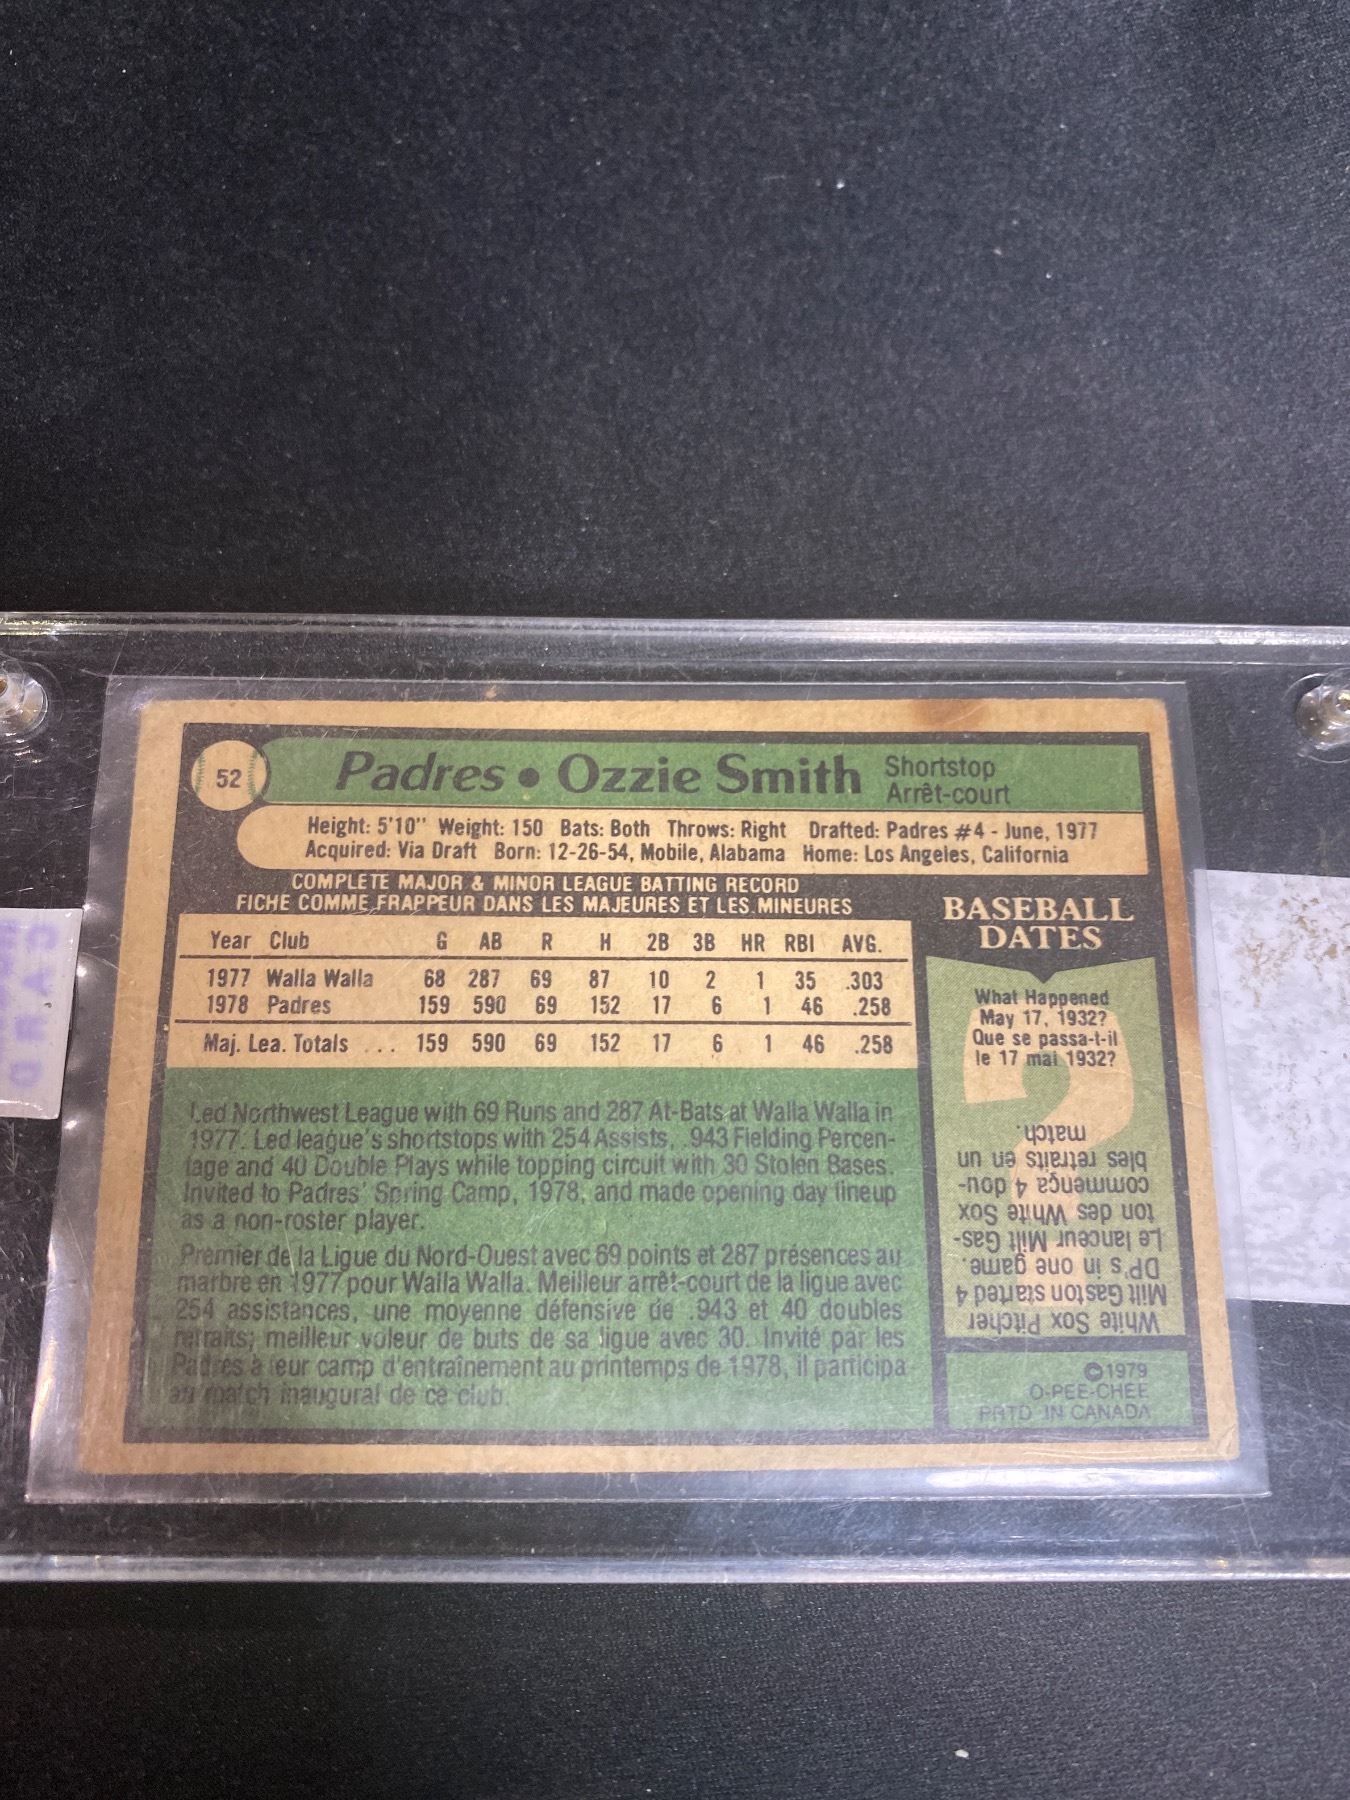 52
Padres • Ozzie Smith Shortstop
Arrêt-court
Height: 5'10" Weight: 150 Bats: Both Throws: Right Drafted: Padres #4 - June, 1977
Acquired: Via Draft Born: 12-26-54, Mobile, Alabama Home: Los Angeles, California
COMPLETE MAJOR & MINOR LEAGUE BATTING RECORD
FICHE COMME FRAPPEUR DANS LES MAJEURES ET LES MINEURES
Year Club G AB R H 2B 3B HR RBI AVG.
1977 Walla Walla 68 287 69 87 10 2 1 35 .303
1978 Padres 159 590 69 152 17 6 1 46 .258
Maj. Lea. Totals ... 159 590 69 152 17 6 1 46 .258
Led Northwest League with 69 Runs and 287 At-Bats at Walla Walla in
1977. Led league's shortstops with 254 Assists, .943 Fielding Percen-
tage and 40 Double Plays while topping circuit with 30 Stolen Bases.
Invited to Padres' Spring Camp, 1978, and made opening day lineup
as a non-roster player.
Premier de la Ligue du Nord-Ouest avec 69 points et 287 présences au
marbre en 1977 pour Walla Walla. Meilleur arrêt-court de la ligue avec
254 assistances, une moyenne défensive de .943 et 40 doubles
retraits; meilleur voleur de buts de sa ligue avec 30. Invité par les
Padres à leur camp d'entraînement au printemps de 1978, il participa
au match inaugural de ce club.
BASEBALL
DATES
What Happened
May 17, 1932?
Que se passa-t-il
le 17 mai 1932?
White Sox Pitcher
Milt Gaston started 4
DP's in one game.
Le lanceur Milt Gas-
ton des White Sox
commença 4 dou-
bles retraits en un
match.
©1979
O-PEE-CHEE
PRTD IN CANADA
CARD